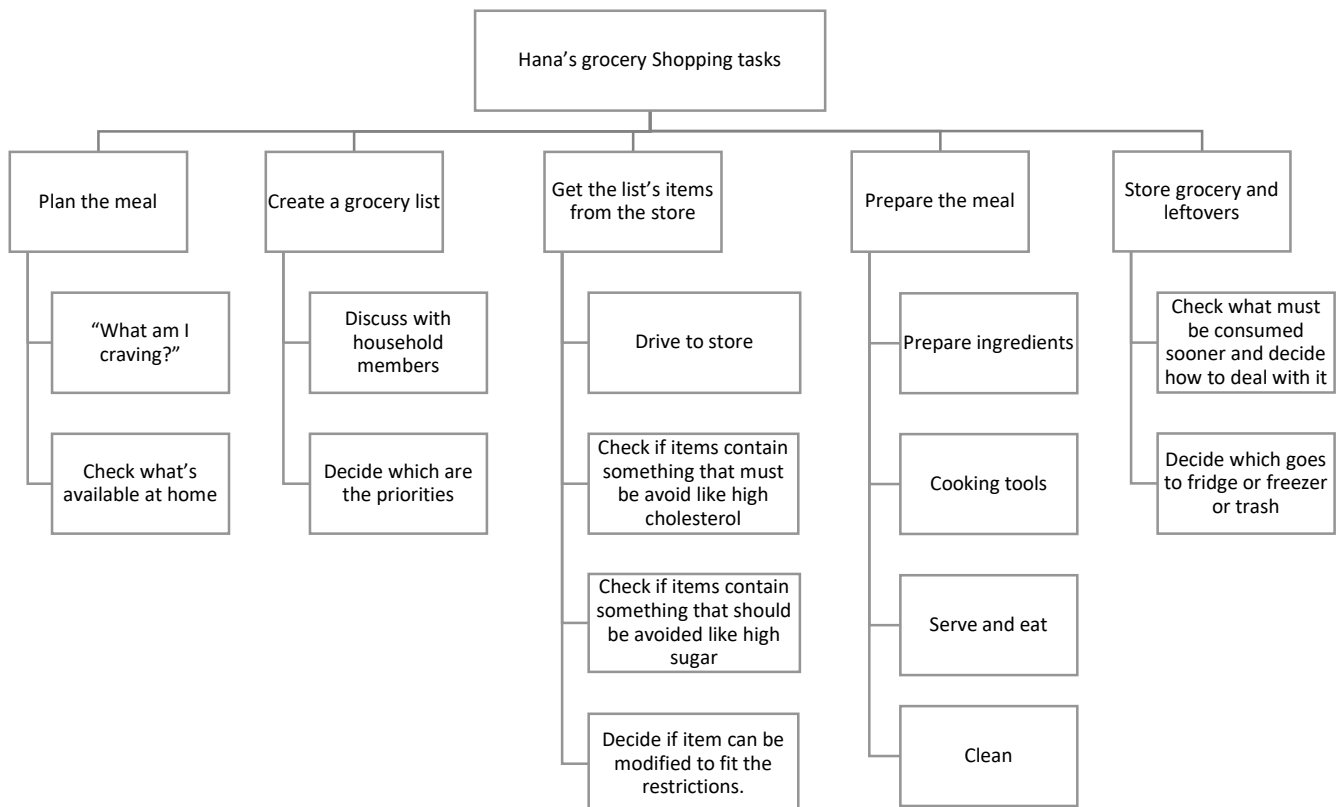 Hana’s grocery Shopping tasks
Plan the meal
“What am I
craving?”
Check what’s
available at home
Create a grocery list
Discuss with
household
members
Decide which are
the priorities
Get the list’s items
from the store
Drive to store
Check if items contain
something that must
be avoid like high
cholesterol
Check if items contain
something that should
be avoided like high
sugar
Decide if item can be
modified to fit the
restrictions.
Prepare the meal
Prepare ingredients
Cooking tools
Serve and eat
Clean
Store grocery and
leftovers
Check what must
be consumed
sooner and decide
how to deal with it
Decide which goes
to fridge or freezer
or trash